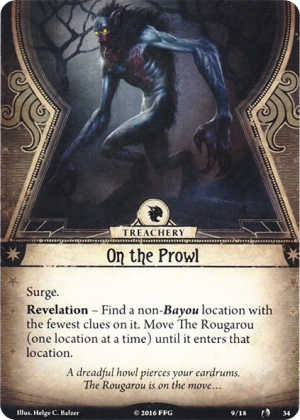 TREACHERY
On the Prowl
Surge.
Revelation – Find a non-Bayou location with
the fewest clues on it. Move The Rougarou
(one location at a time) until it enters that
location.
A dreadful howl pierces your eardrums.
The Rougarou is on the move…
Illus. Helge C. Balzer
© 2016 FFG
9/18
34